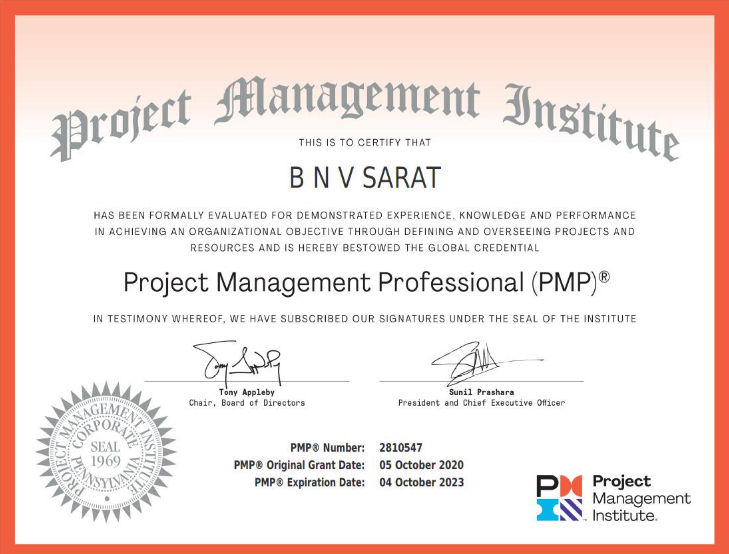 Project Management Institute
THIS IS TO CERTIFY THAT
B N V SARAT
HAS BEEN FORMALLY EVALUATED FOR DEMONSTRATED EXPERIENCE, KNOWLEDGE AND PERFORMANCE
IN ACHIEVING AN ORGANIZATIONAL OBJECTIVE THROUGH DEFINING AND OVERSEEING PROJECTS AND
RESOURCES AND IS HEREBY BESTOWED THE GLOBAL CREDENTIAL
Project Management Professional (PMP)®
IN TESTIMONY WHEREOF, WE HAVE SUBSCRIBED OUR SIGNATURES UNDER THE SEAL OF THE INSTITUTE
Tony Appleby
Chair, Board of Directors
Sunil Prashara
President and Chief Executive Officer
PROJECT MANAGEMENT INSTITUTE
CORPORATE
SEAL
1969
PENNSYLVANIA
PMP® Number: 2810547
PMP® Original Grant Date: 05 October 2020
PMP® Expiration Date: 04 October 2023
Project
Management
Institute.